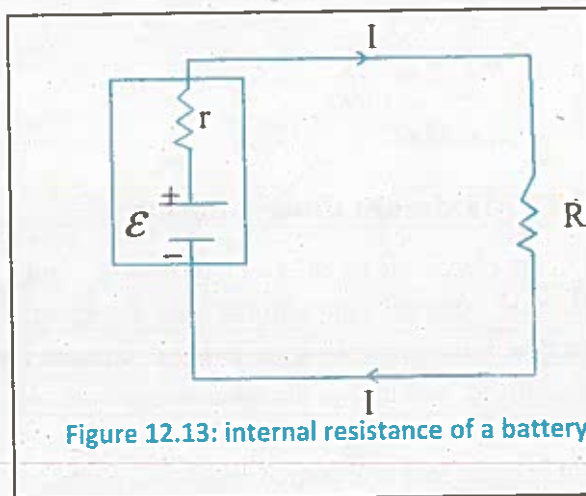 I
r
+
ε
−
R
I
Figure 12.13: internal resistance of a battery